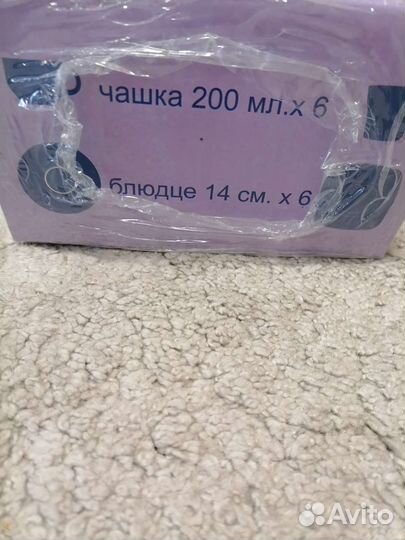 чашка 200 мл.х 6
блюдце 14 см. х 6
Avito